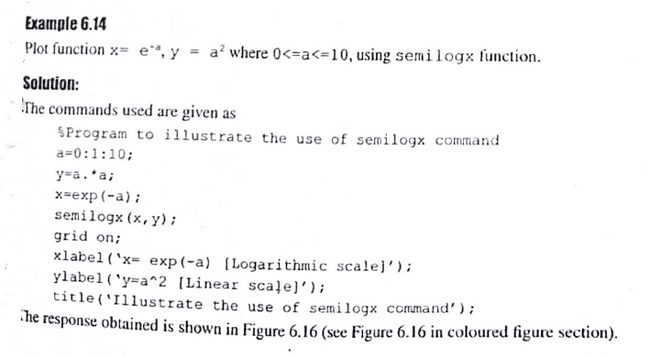 Example 6.14
Plot function x= e⁻ᵃ, y = a² where 0<=a<=10, using semilogx function.
Solution:
The commands used are given as
%Program to illustrate the use of semilogx command
a=0:1:10;
y=a.*a;
x=exp(-a);
semilogx(x,y);
grid on;
xlabel(‘x= exp(-a) [Logarithmic scale]’);
ylabel(‘y=a^2 [Linear scale]’);
title(‘Illustrate the use of semilogx command’);
The response obtained is shown in Figure 6.16 (see Figure 6.16 in coloured figure section).